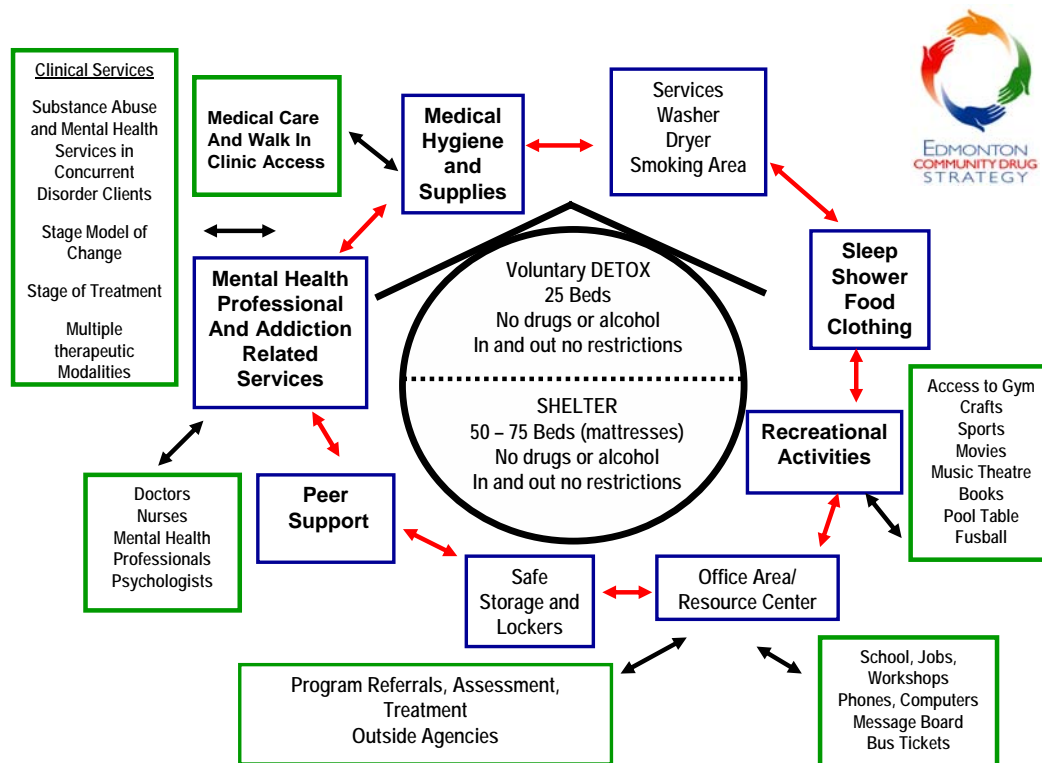 Clinical Services
Substance Abuse
and Mental Health
Services in
Concurrent
Disorder Clients
Stage Model of
Change
Stage of Treatment
Multiple
therapeutic
Modalities
Medical Care
And Walk In
Clinic Access
Medical
Hygiene and
Supplies
Services
Washer
Dryer
Smoking Area
EDMONTON
COMMUNITY DRUG
STRATEGY
Mental Health
Professional
And Addiction
Related
Services
Voluntary DETOX
25 Beds
No drugs or alcohol
In and out no restrictions
SHELTER
50 – 75 Beds (mattresses)
No drugs or alcohol
In and out no restrictions
Sleep
Shower
Food
Clothing
Recreational
Activities
Access to Gym
Crafts
Sports
Movies
Music Theatre
Books
Pool Table
Fusball
Doctors
Nurses
Mental Health
Professionals
Psychologists
Peer
Support
Safe
Storage and
Lockers
Office Area/
Resource Center
Program Referrals, Assessment,
Treatment
Outside Agencies
School, Jobs,
Workshops
Phones, Computers
Message Board
Bus Tickets